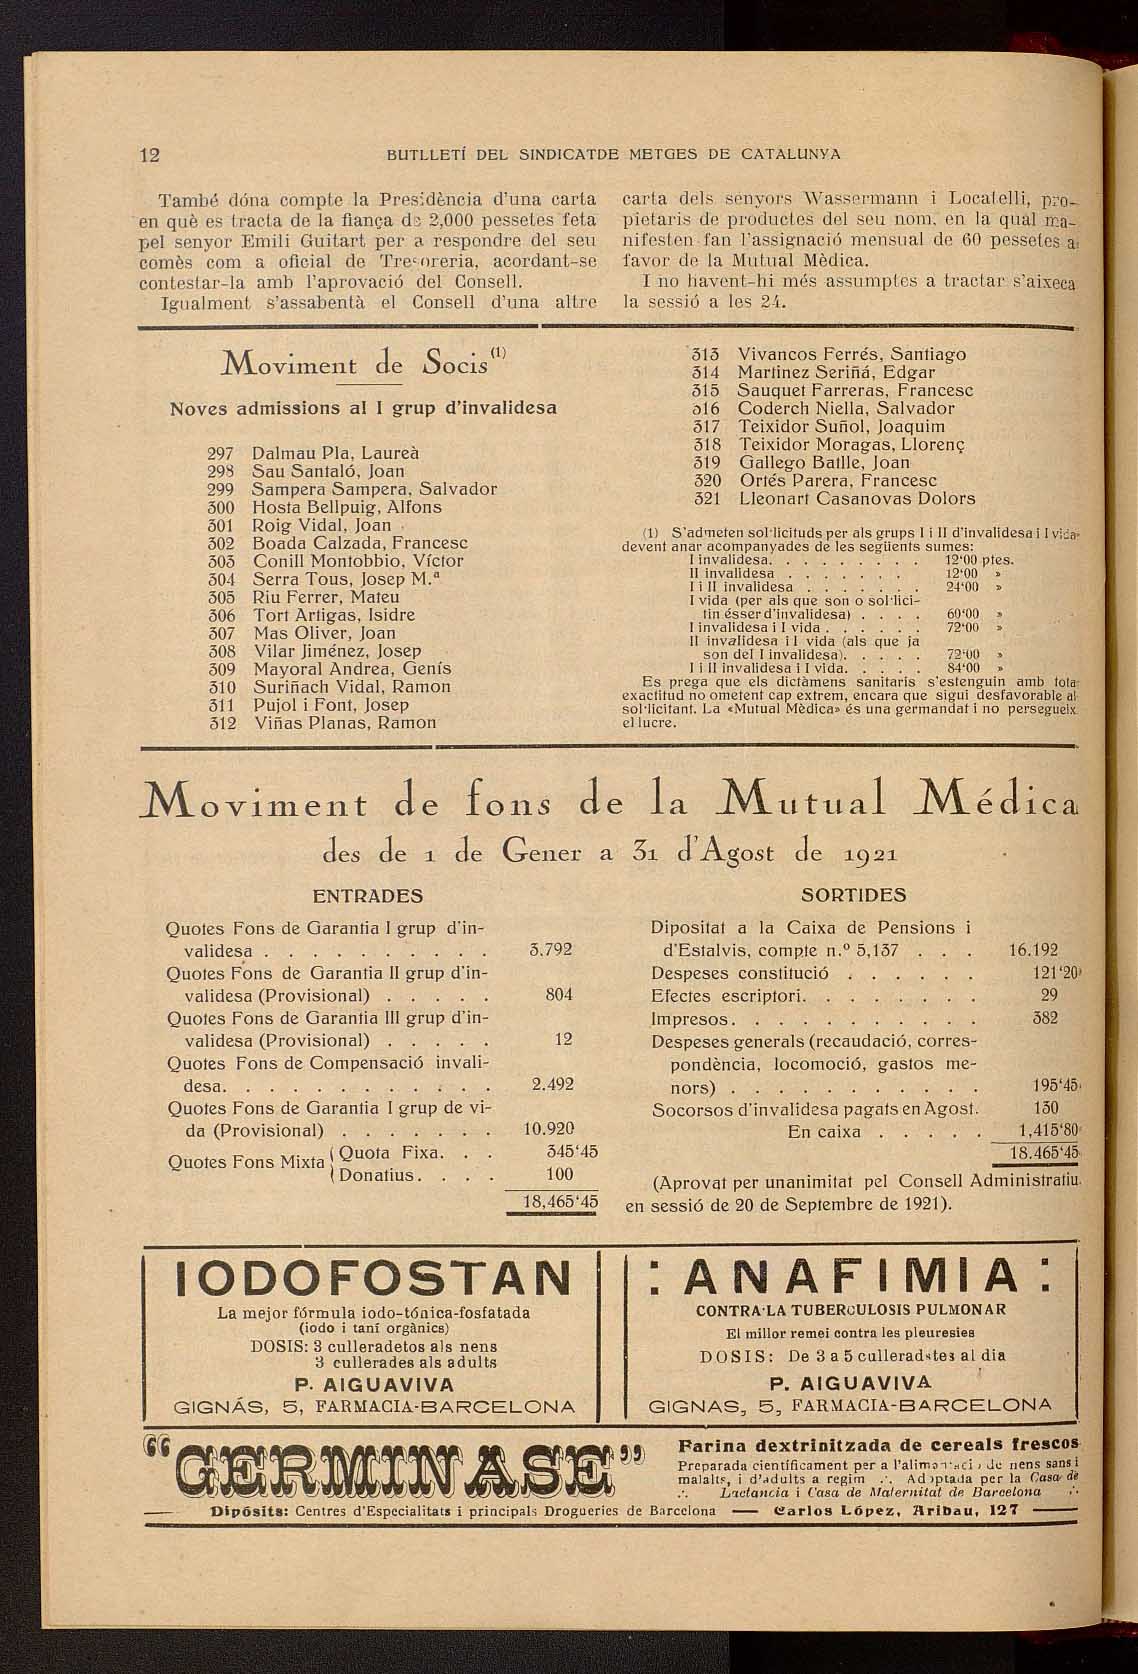 12
BUTLLETÍ DEL SINDICATDE METGES DE CATALUNYA
També dóna compte la Presidència d'una carta
en què es tracta de la fiança de 2,000 pessetes feta
pel senyor Emili Guitart per a respondre del seu
comès com a oficial de Tresoreria, acordant-se
contestar-la amb l'aprovació del Consell.
Igualment s'assabentà el Consell d'una altre
carta dels senyors Wassermann i Locatelli, pro-
pietaris de productes del seu nom, en la qual ma-
nifesten fan l'assignació mensual de 60 pessetes a
favor de la Mutual Mèdica.
I no havent-hi més assumptes a tractar s'aixeca
la sessió a les 24.
Moviment de Socis (1)
Noves admissions al I grup d'invalidesa
297 Dalmau Pla, Laureà
298 Sau Santaló, Joan
299 Sampera Sampera, Salvador
300 Hosta Bellpuig, Alfons
301 Roig Vidal, Joan
302 Boada Calzada, Francesc
303 Conill Montobbio, Víctor
304 Serra Tous, Josep M.ª
305 Riu Ferrer, Mateu
306 Tort Artigas, Isidre
307 Mas Oliver, Joan
308 Vilar Jiménez, Josep
309 Mayoral Andrea, Genís
310 Suriñach Vidal, Ramon
311 Pujol i Font, Josep
312 Viñas Planas, Ramon
313 Vivancos Ferrés, Santiago
314 Martinez Seriñá, Edgar
315 Sauquet Farreras, Francesc
316 Coderch Niella, Salvador
317 Teixidor Suñol, Joaquim
318 Teixidor Moragas, Llorenç
319 Gallego Batlle, Joan
320 Ortés Parera, Francesc
321 Lleonart Casanovas Dolors
(1) S'admeten sol·licituds per als grups I i II d'invalidesa i I vida
devent anar acompanyades de les següents sumes:
I invalidesa. . . . . . . . . 12'00 ptes.
II invalidesa . . . . . . . 12'00 »
I i II invalidesa . . . . . . . 24'00 »
I vida (per als que son o sol·lici-
tin ésser d'invalidesa) . . . . 60'00 »
I invalidesa i I vida . . . . . . 72'00 »
II invalidesa i I vida (als que ja
son del I invalidesa). . . . . 72'00 »
I i II invalidesa i I vida. . . . . 84'00 »
Es prega que els dictàmens sanitaris s'estenguin amb tota
exactitud no ometent cap extrem, encara que sigui desfavorable al
sol·licitant. La «Mutual Mèdica» és una germandat i no persegueix
el lucre.
Moviment de fons de la Mutual Médica
des de 1 de Gener a 31 d'Agost de 1921
ENTRADES
Quotes Fons de Garantia I grup d'in-
validesa . . . . . . . . . . 3.792
Quotes Fons de Garantia II grup d'in-
validesa (Provisional) . . . . . 804
Quotes Fons de Garantia III grup d'in-
validesa (Provisional) . . . . . 12
Quotes Fons de Compensació invali-
desa. . . . . . . . . . . . 2.492
Quotes Fons de Garantia I grup de vi-
da (Provisional) . . . . . . . 10.920
Quotes Fons Mixta { Quota Fixa. . . 345'45
Donatius. . . . 100
18,465'45
SORTIDES
Dipositat a la Caixa de Pensions i
d'Estalvis, compte n.º 5,137 . . . 16.192
Despeses constitució . . . . . . 121'20
Efectes escriptori. . . . . . . . 29
Impresos. . . . . . . . . . . 382
Despeses generals (recaudació, corres-
pondència, locomoció, gastos me-
nors) . . . . . . . . . . . 195'45
Socorsos d'invalidesa pagats en Agost. 130
En caixa . . . . . 1,415'80
18.465'45
(Aprovat per unanimitat pel Consell Administratiu
en sessió de 20 de Septembre de 1921).
IODOFOSTAN
La mejor fórmula iodo-tónica-fosfatada
(iodo i taní orgànics)
DOSIS: 3 culleradetos als nens
3 cullerades als adults
P. AIGUAVIVA
GIGNÁS, 5, FARMACIA-BARCELONA
: ANAFIMIA :
CONTRA·LA TUBERCULOSIS PULMONAR
El millor remei contra les pleuresies
DOSIS: De 3 a 5 culleradetes al dia
P. AIGUAVIVA
GIGNAS, 5, FARMACIA-BARCELONA
“GERMINASE”
Farina dextrinitzada de cereals frescos
Preparada científicament per a l'alimentació de nens sans i
malalts, i d'adults a regim .·. Adoptada per la Casa de
.·. Lactancia i Casa de Maternitat de Barcelona .·.
Dipósits: Centres d'Especialitats i principals Drogueries de Barcelona — Carlos López, Aribau, 127 —